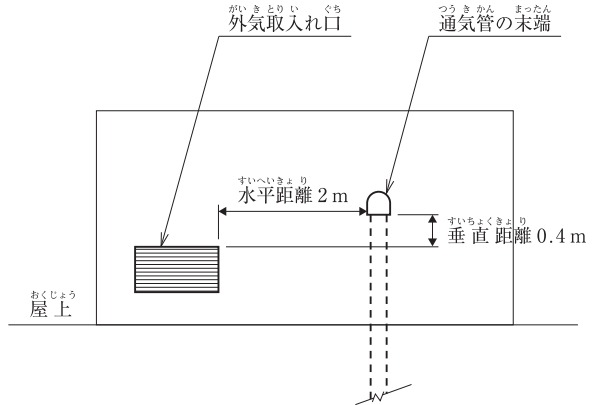 がいきとりい ぐち
外気取入れ口
つうきかん まったん
通気管の末端
すいへいきょり
水平距離2m
すいちょくきょり
垂直距離0.4m
おくじょう
屋上